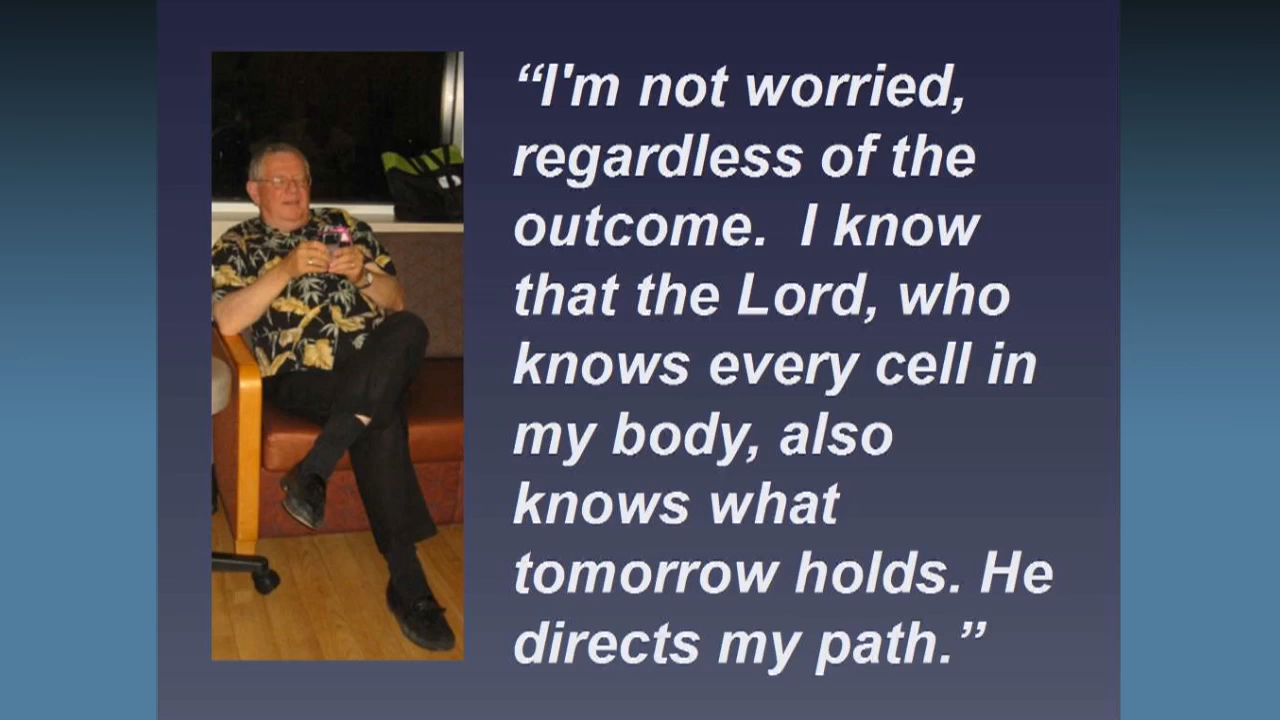 “I'm not worried,
regardless of the
outcome.  I know
that the Lord, who
knows every cell in
my body, also
knows what
tomorrow holds. He
directs my path.”